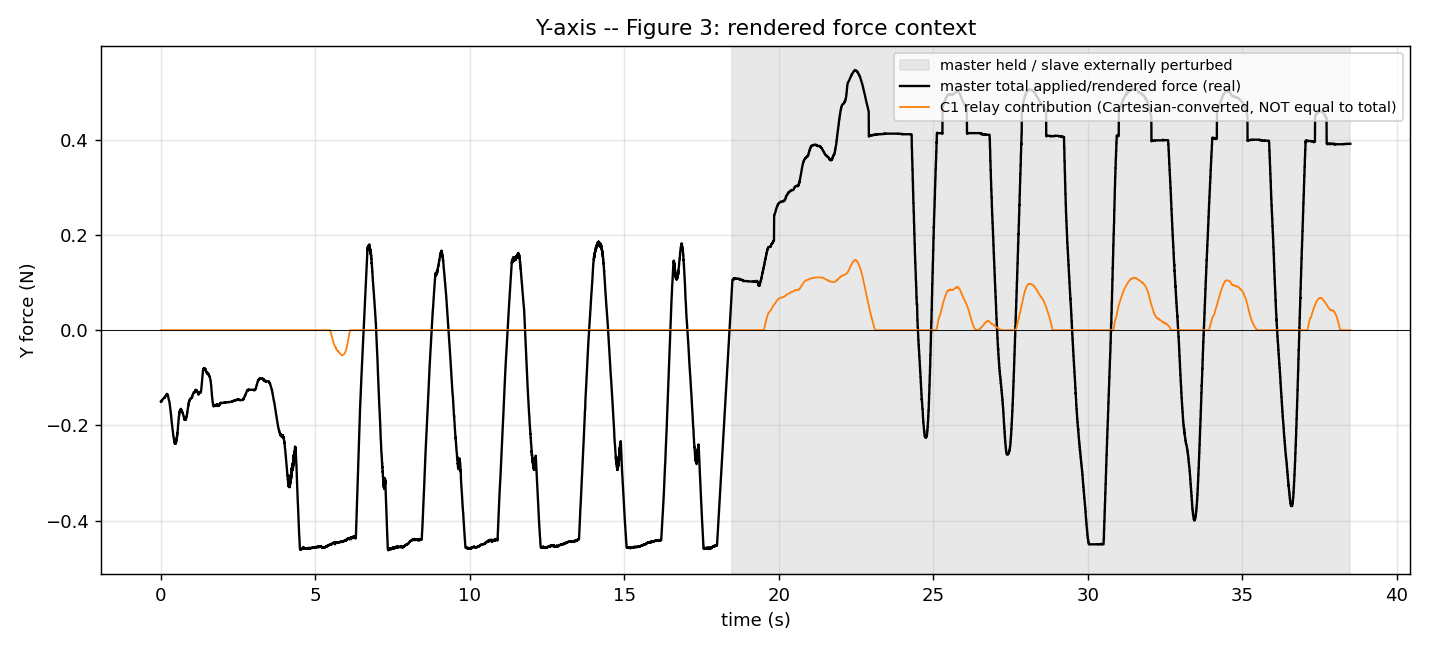 Y-axis -- Figure 3: rendered force context
master held / slave externally perturbed
master total applied/rendered force (real)
C1 relay contribution (Cartesian-converted, NOT equal to total)
Y force (N)
0.4
0.2
0.0
−0.2
−0.4
0 5 10 15 20 25 30 35 40
time (s)